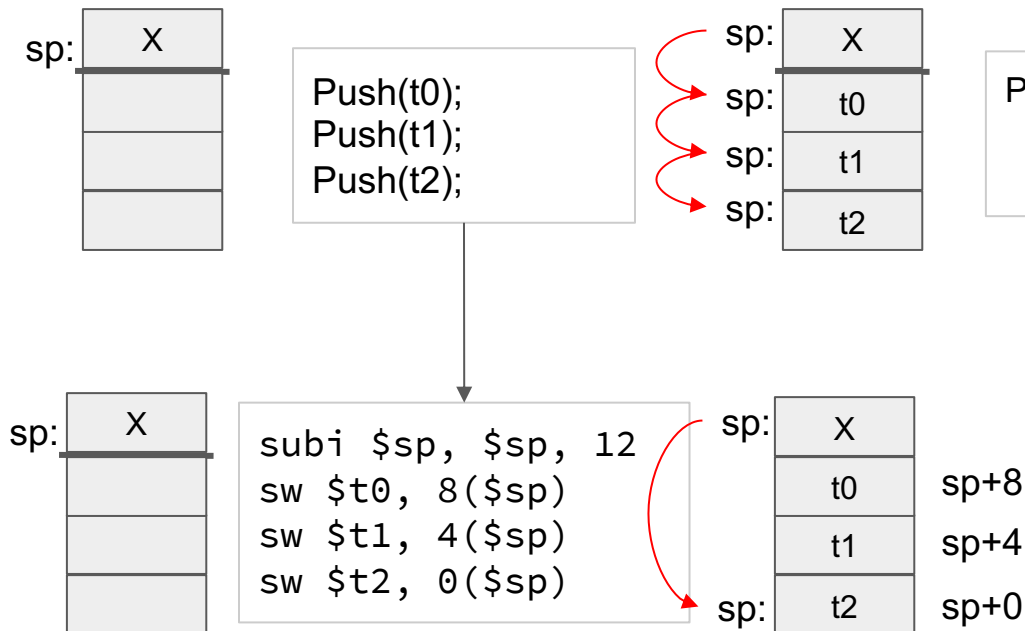 sp:
X
Push(t0);
Push(t1);
Push(t2);
sp:
X
sp:
t0
sp:
t1
sp:
t2
P
sp:
X
subi $sp, $sp, 12
sw $t0, 8($sp)
sw $t1, 4($sp)
sw $t2, 0($sp)
sp:
X
t0
sp+8
t1
sp+4
sp:
t2
sp+0